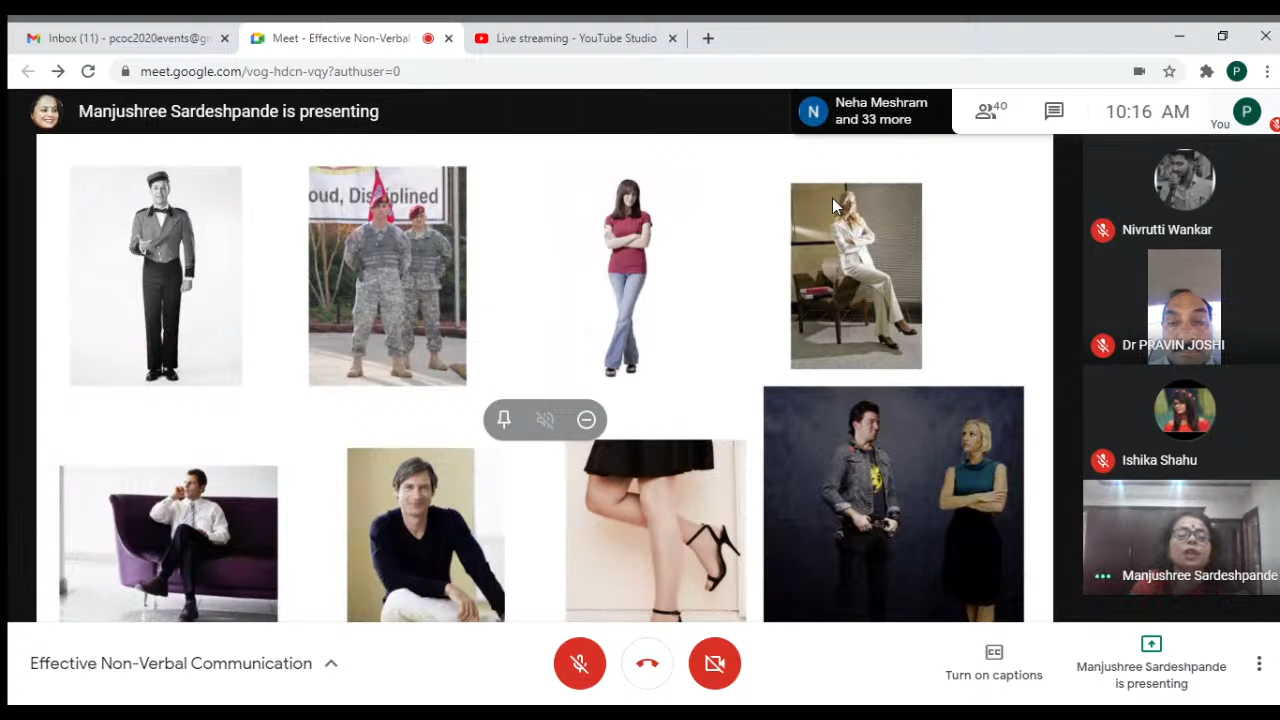 Inbox (11) - pcoc2020events@gm
Meet - Effective Non-Verbal
Live streaming - YouTube Studio
meet.google.com/vog-hdcn-vqy?authuser=0
Manjushree Sardeshpande is presenting
N
Neha Meshram
and 33 more
40
10:16 AM
You
P
P
oud, Disciplined
Nivrutti Wankar
Dr PRAVIN JOSHI
Ishika Shahu
Manjushree Sardeshpande
Effective Non-Verbal Communication
CC
Turn on captions
Manjushree Sardeshpande
is presenting